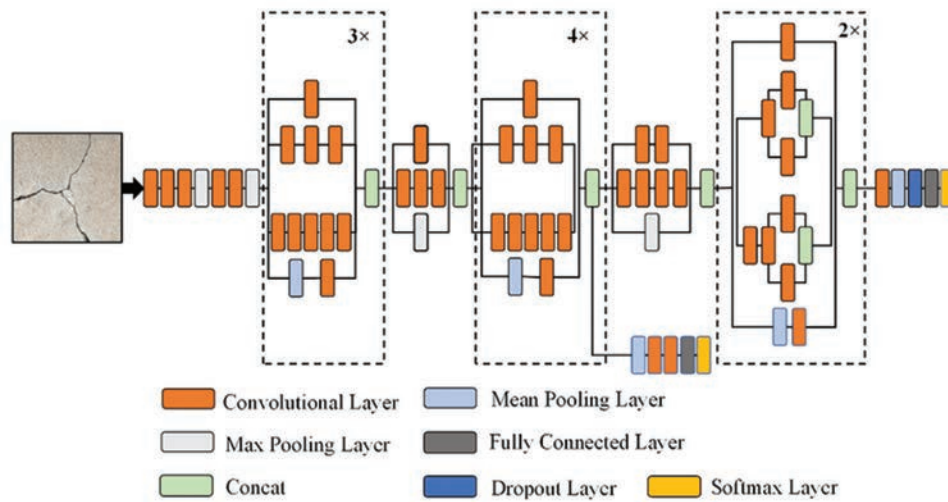 3×
4×
2×
Convolutional Layer
Mean Pooling Layer
Max Pooling Layer
Fully Connected Layer
Concat
Dropout Layer
Softmax Layer